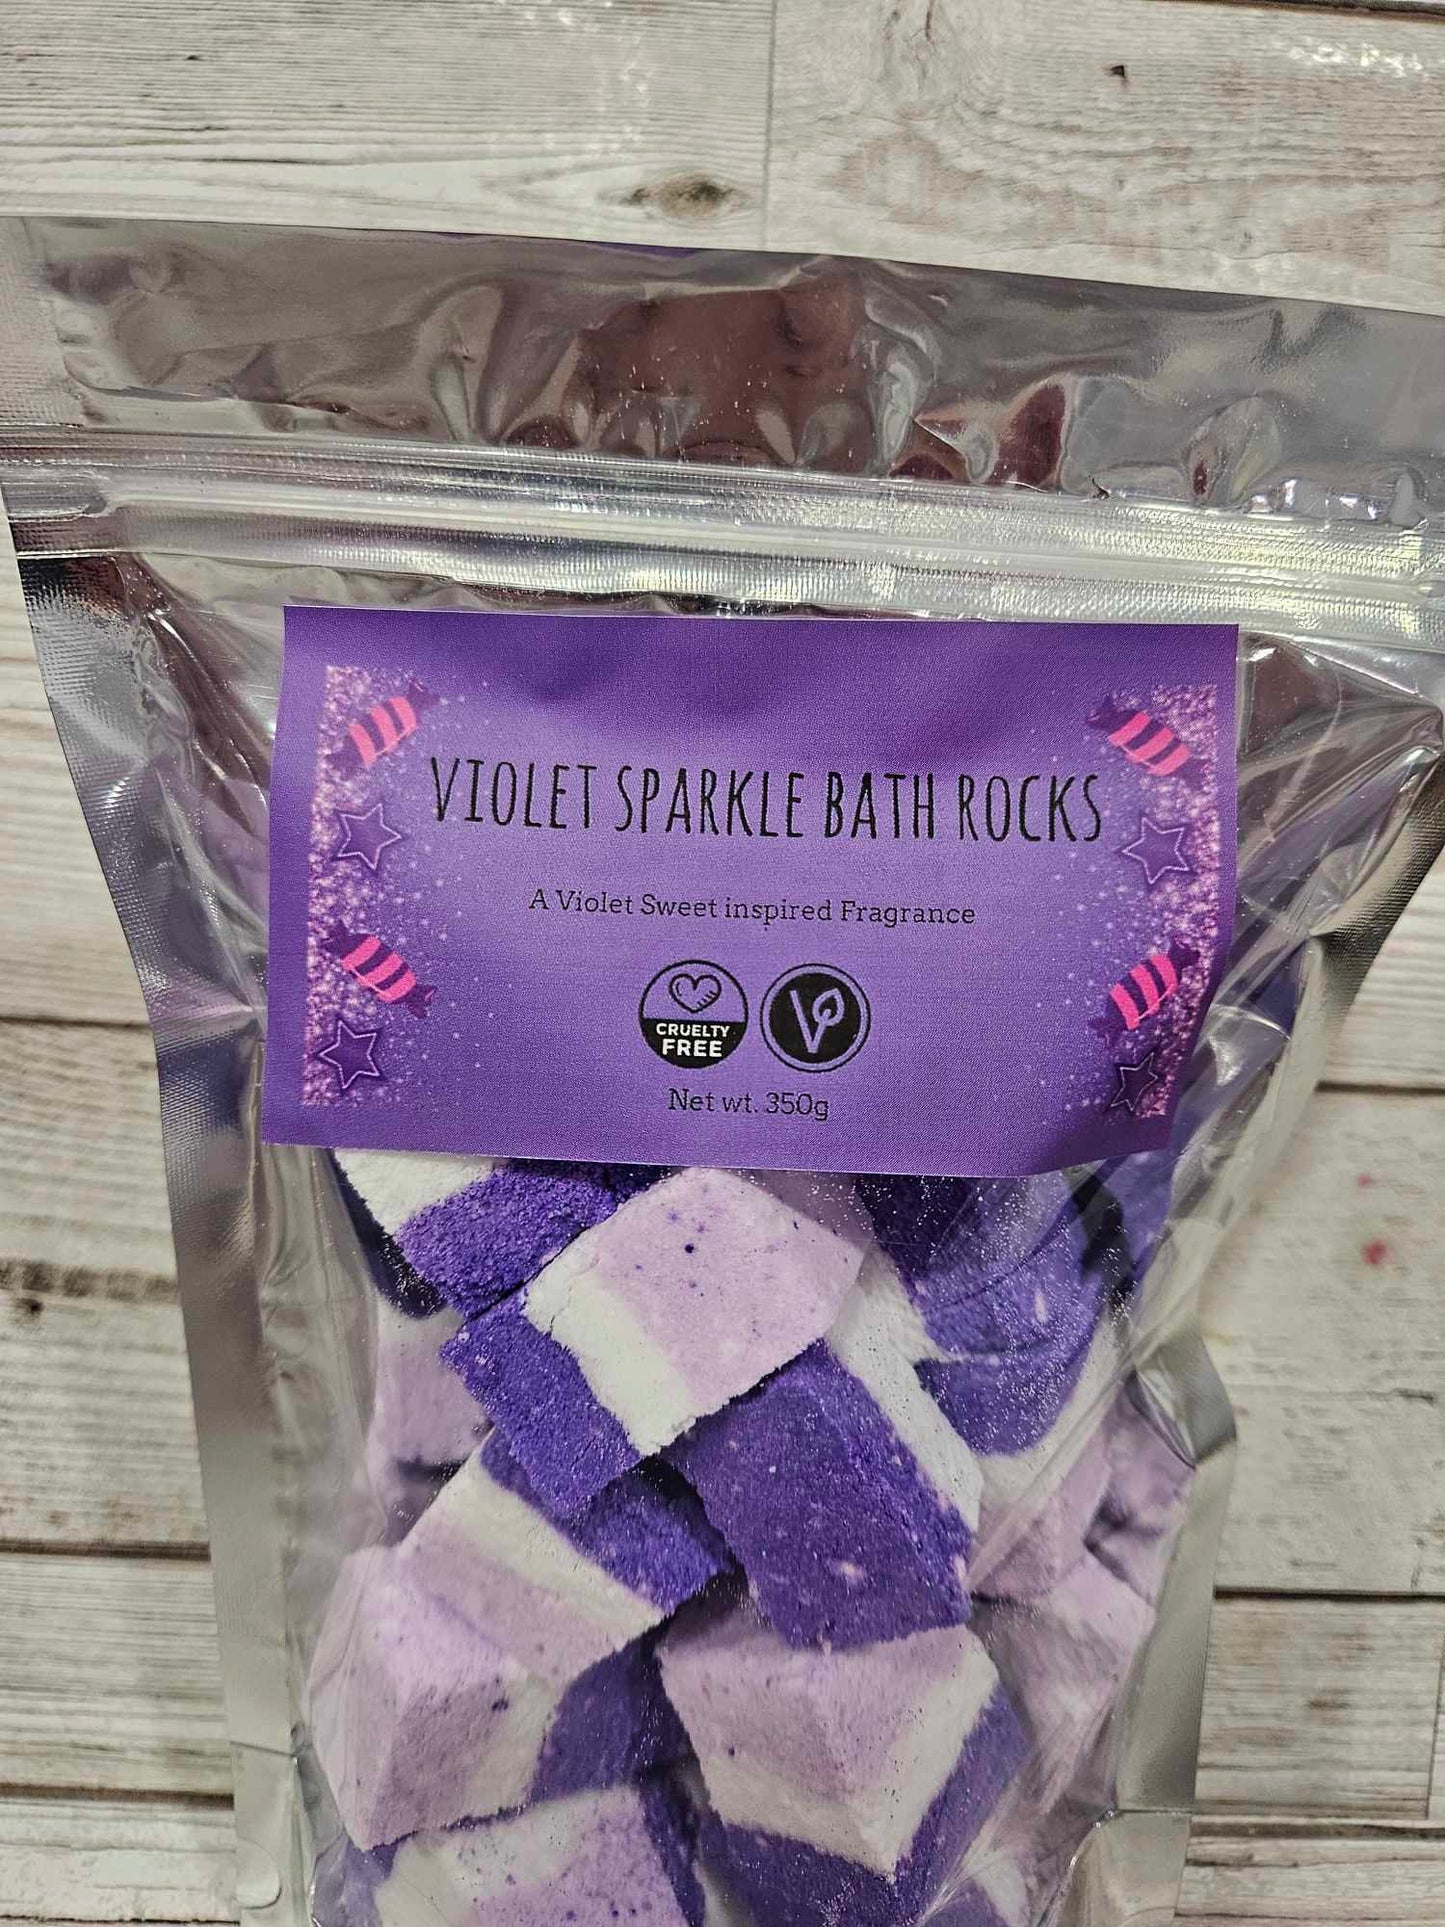 VIOLET SPARKLE BATH ROCKS
A Violet Sweet inspired Fragrance
CRUELTY
FREE
V
Net wt. 350g